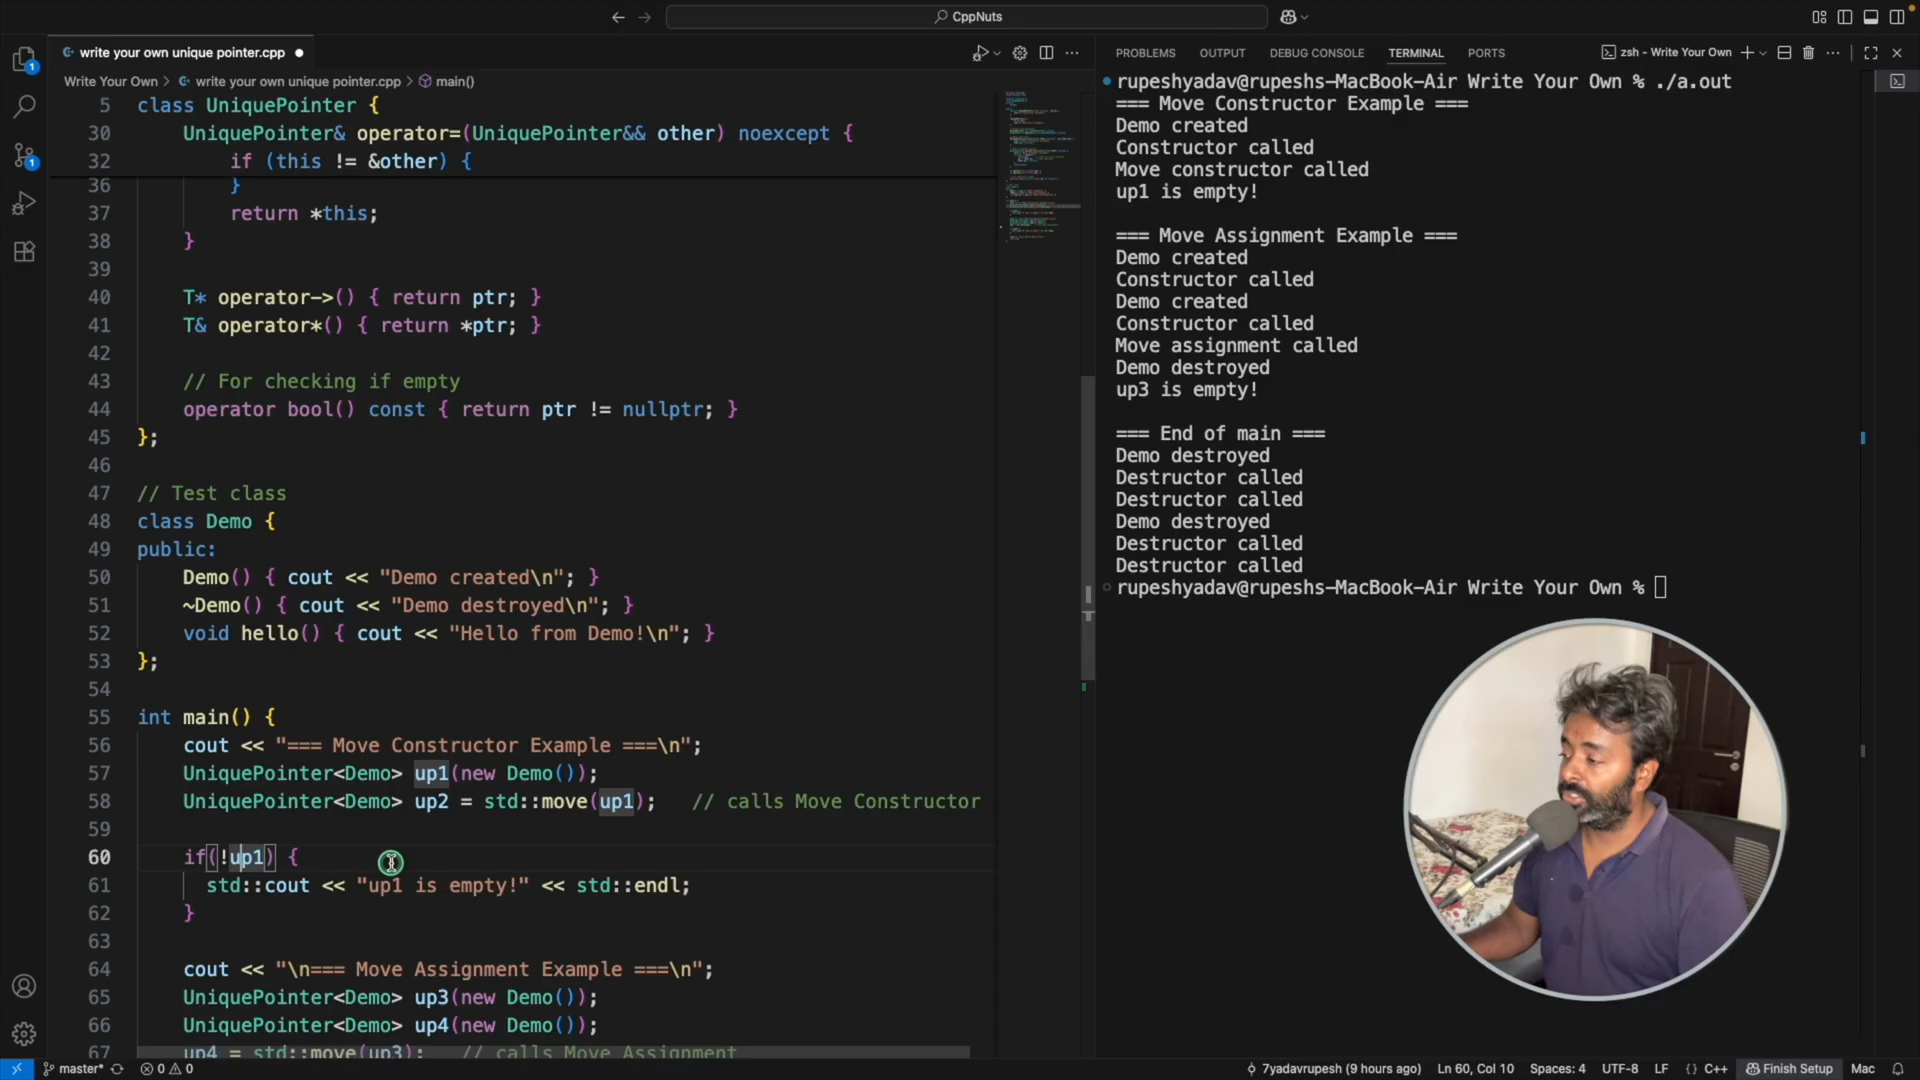 CppNuts
write your own unique pointer.cpp
Write Your Own > write your own unique pointer.cpp > main()
5 class UniquePointer {
30 UniquePointer& operator=(UniquePointer&& other) noexcept {
32 if (this != &other) {
36 }
37 return *this;
38 }
39
40 T* operator->() { return ptr; }
41 T& operator*() { return *ptr; }
42
43 // For checking if empty
44 operator bool() const { return ptr != nullptr; }
45 };
46
47 // Test class
48 class Demo {
49 public:
50 Demo() { cout << "Demo created\n"; }
51 ~Demo() { cout << "Demo destroyed\n"; }
52 void hello() { cout << "Hello from Demo!\n"; }
53 };
54
55 int main() {
56 cout << "=== Move Constructor Example ===\n";
57 UniquePointer<Demo> up1(new Demo());
58 UniquePointer<Demo> up2 = std::move(up1); // calls Move Constructor
59
60 if(!up1) {
61 std::cout << "up1 is empty!" << std::endl;
62 }
63
64 cout << "\n=== Move Assignment Example ===\n";
65 UniquePointer<Demo> up3(new Demo());
66 UniquePointer<Demo> up4(new Demo());
67 up4 = std::move(up3); // calls Move Assignment
PROBLEMS OUTPUT DEBUG CONSOLE TERMINAL PORTS zsh - Write Your Own
rupeshyadav@rupeshs-MacBook-Air Write Your Own % ./a.out
=== Move Constructor Example ===
Demo created
Constructor called
Move constructor called
up1 is empty!
=== Move Assignment Example ===
Demo created
Constructor called
Demo created
Constructor called
Move assignment called
Demo destroyed
up3 is empty!
=== End of main ===
Demo destroyed
Destructor called
Destructor called
Demo destroyed
Destructor called
Destructor called
rupeshyadav@rupeshs-MacBook-Air Write Your Own %
1
1
master* 0 0 7yadavrupesh (9 hours ago) Ln 60, Col 10 Spaces: 4 UTF-8 LF {} C++ Finish Setup Mac